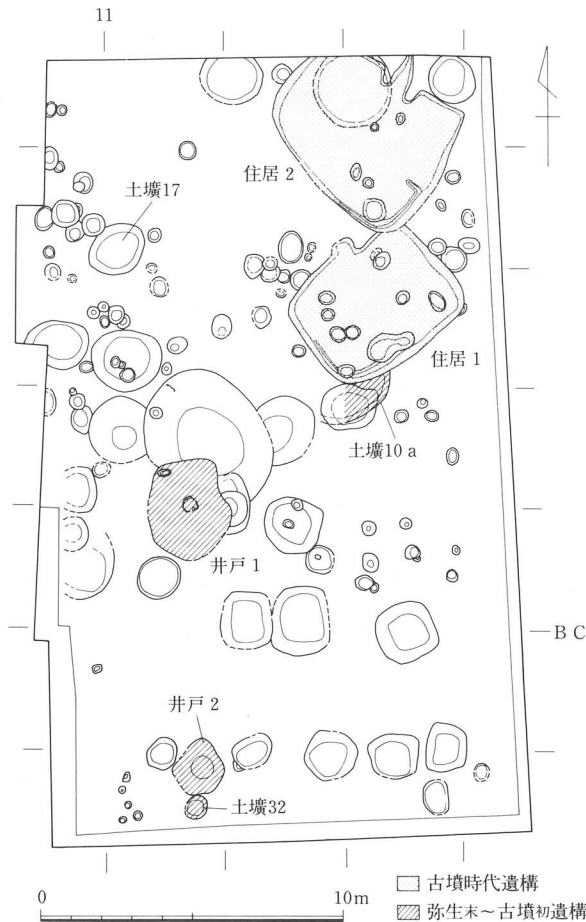 11
住居 2
土壙17
住居 1
土壙10 a
井戸 1
B C
井戸 2
土壙32
0
10m
古墳時代遺構
弥生末～古墳初遺構